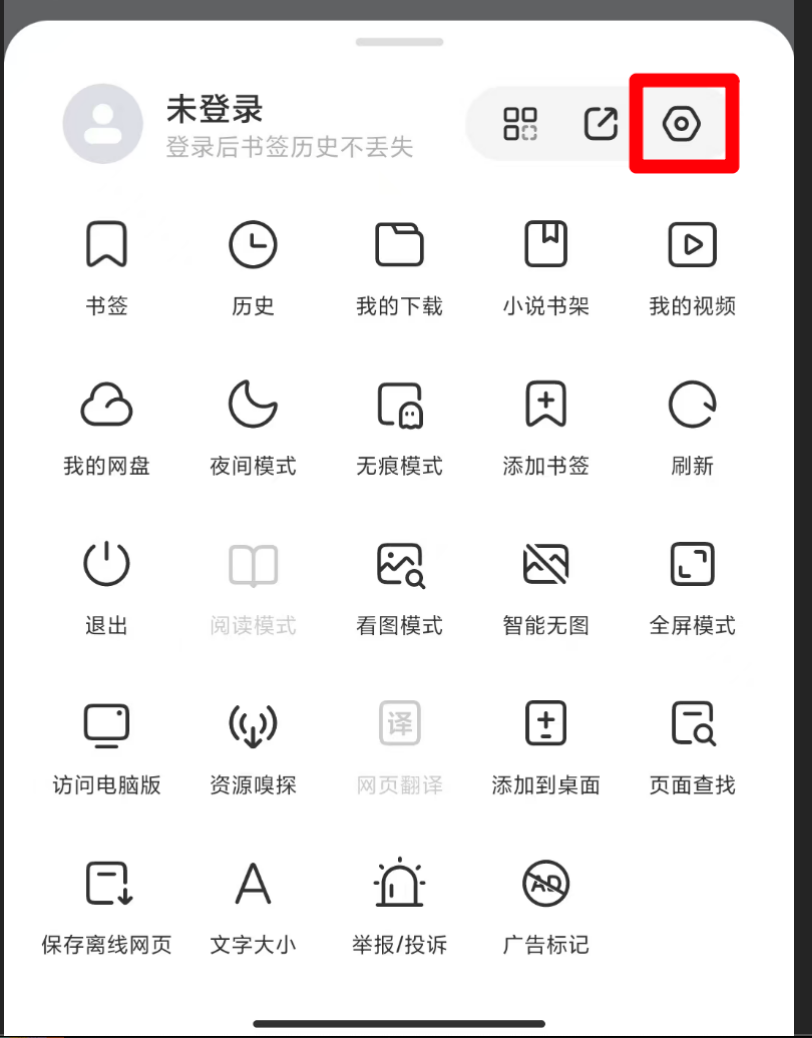 未登录
登录后书签历史不丢失
书签
历史
我的下载
小说书架
我的视频
我的网盘
夜间模式
无痕模式
添加书签
刷新
退出
阅读模式
看图模式
智能无图
全屏模式
译
访问电脑版
资源嗅探
网页翻译
添加到桌面
页面查找
AD
保存离线网页
文字大小
举报/投诉
广告标记